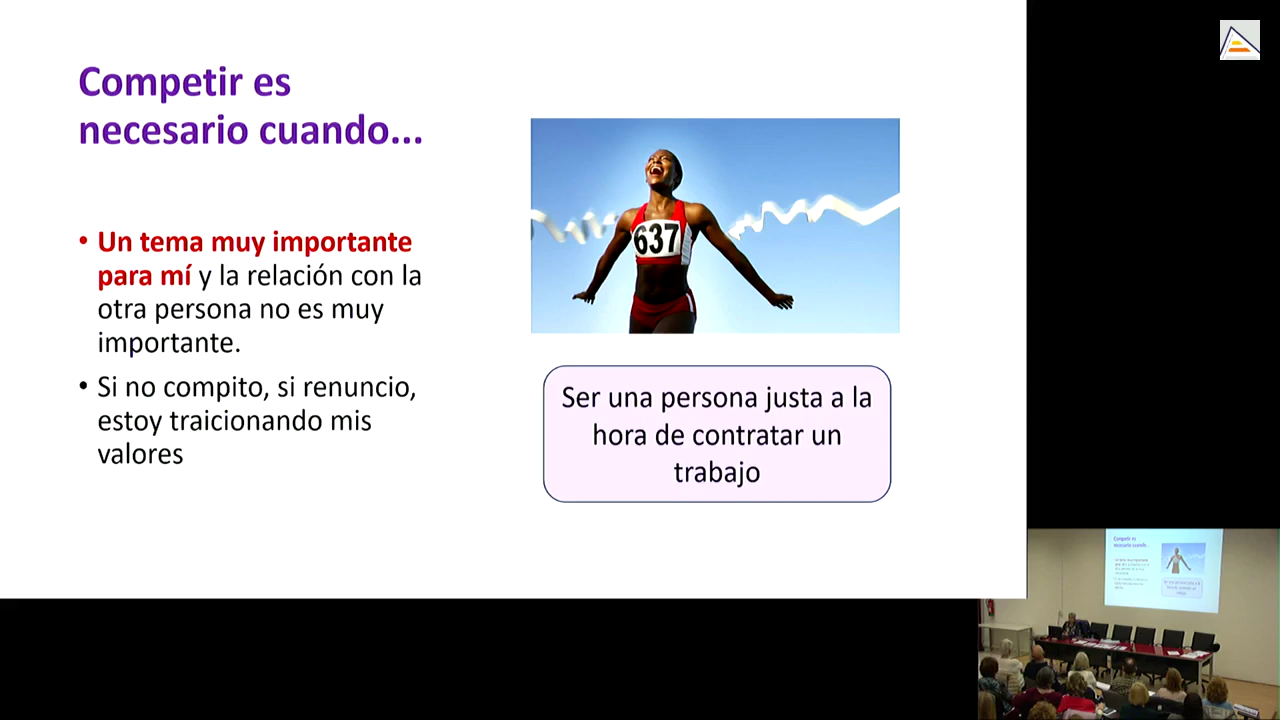 Competir es
necesario cuando...
• Un tema muy importante
para mí y la relación con la
otra persona no es muy
importante.
• Si no compito, si renuncio,
estoy traicionando mis
valores
637
Ser una persona justa a la
hora de contratar un
trabajo